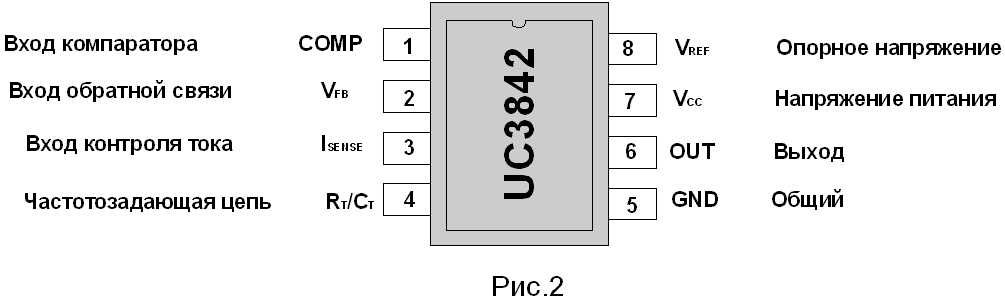 Вход компаратора COMP 1 8 VREF Опорное напряжение
Вход обратной связи VFB 2 7 VCC Напряжение питания
Вход контроля тока ISENSE 3 6 OUT Выход
Частотозадающая цепь RT/CT 4 5 GND Общий
UC3842
Рис.2